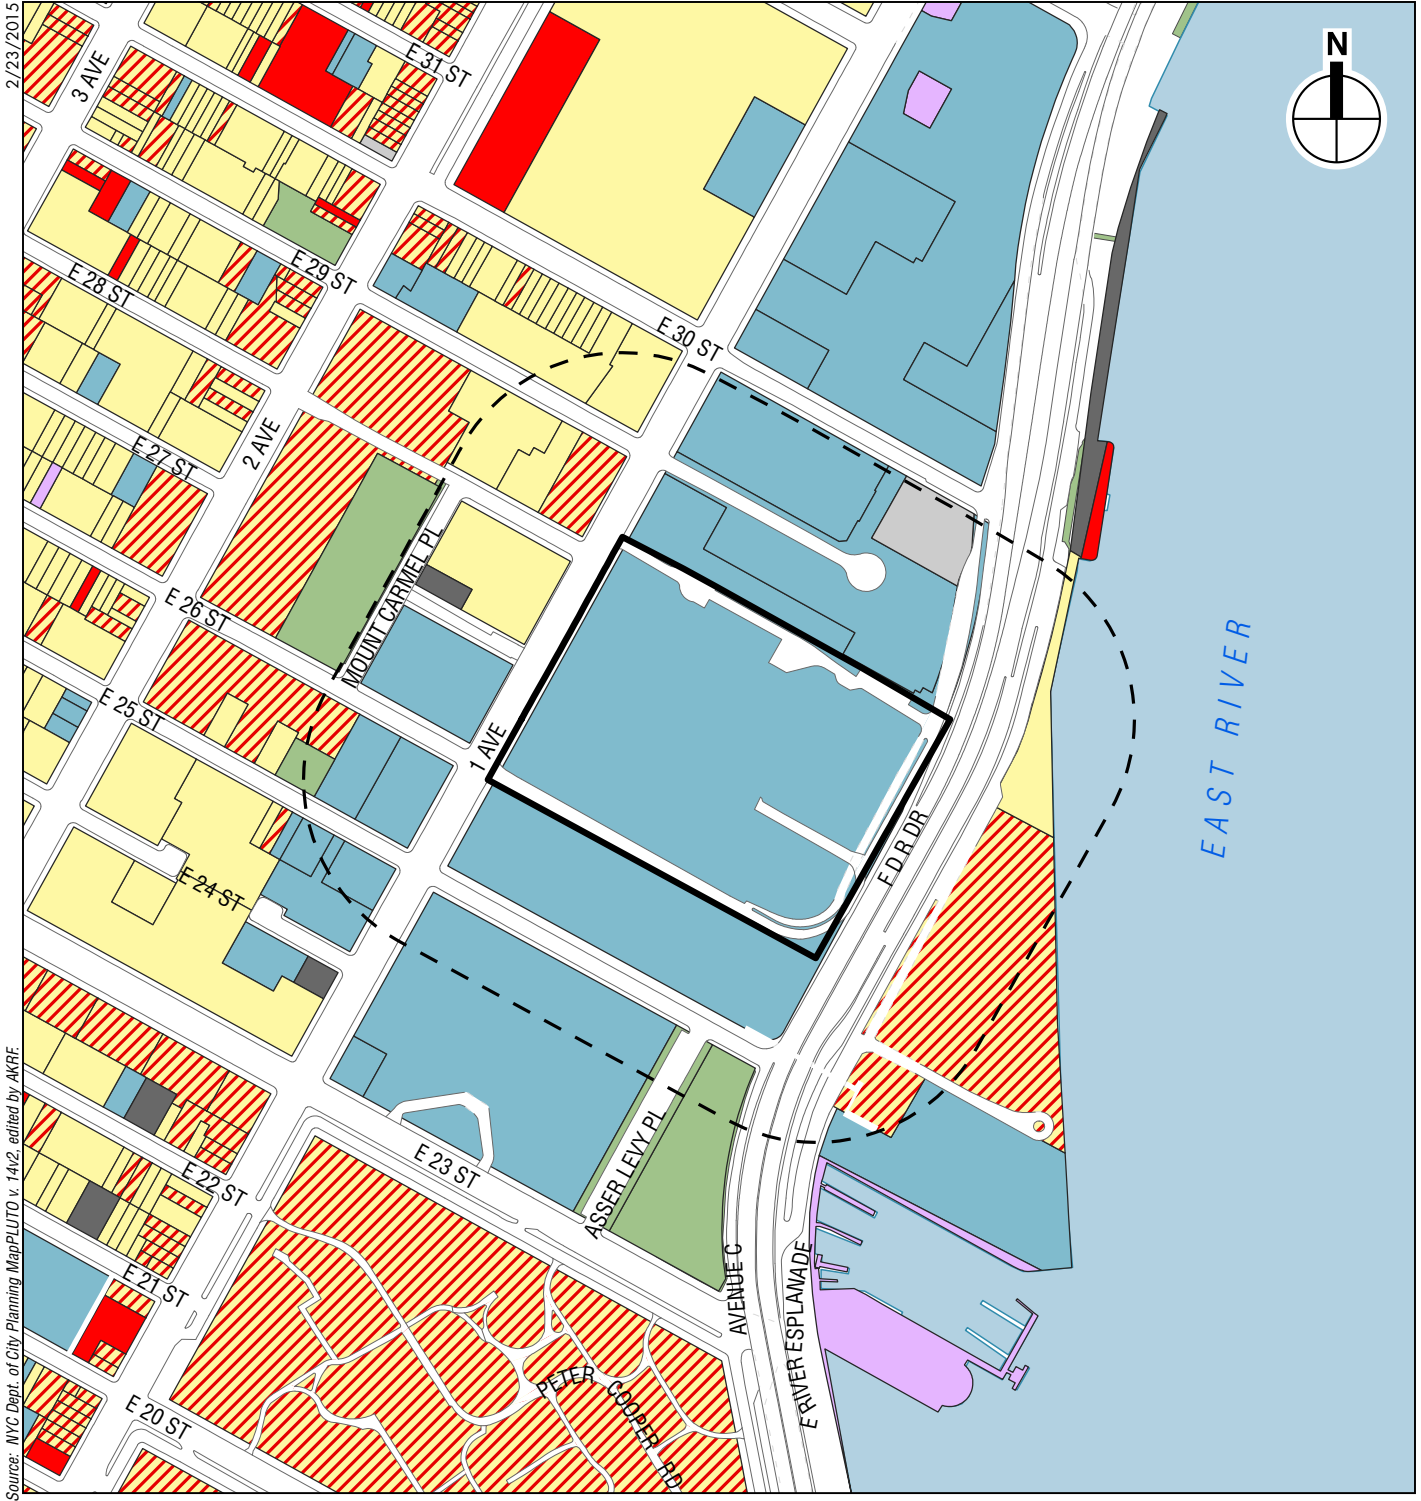 2/23/2015
N
3 AVE
E 31 ST
E 29 ST
E 28 ST
E 30 ST
2 AVE
E 27 ST
MOUNT CARMEL PL
E 26 ST
E 25 ST
1 AVE
EAST RIVER
F D R DR
E 24 ST
E 23 ST
ASSER LEVY PL
E 22 ST
AVENUE C
E RIVER ESPLANADE
E 21 ST
PETER COOPER RD
E 20 ST
Source: NYC Dept. of City Planning MapPLUTO v. 14v2, edited by AKRF.